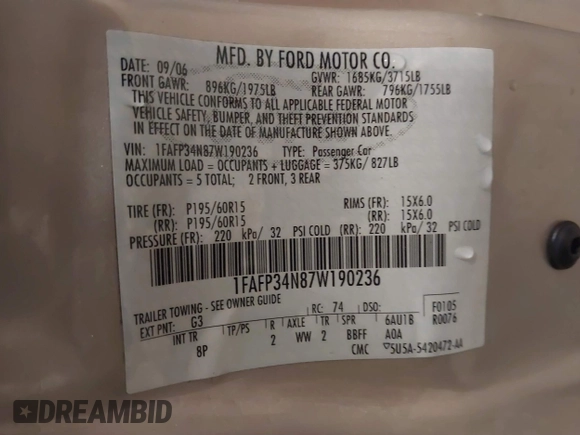 MFD. BY FORD MOTOR CO.
DATE: 09/06 GVWR: 1685KG/3715LB
FRONT GAWR: 896KG/1975LB REAR GAWR: 796KG/1755LB
THIS VEHICLE CONFORMS TO ALL APPLICABLE FEDERAL MOTOR
VEHICLE SAFETY, BUMPER, AND THEFT PREVENTION STANDARDS
IN EFFECT ON THE DATE OF MANUFACTURE SHOWN ABOVE.
VIN: 1FAFP34N87W190236 TYPE: Passenger Car
MAXIMUM LOAD = OCCUPANTS + LUGGAGE = 375KG/ 827LB
OCCUPANTS = 5 TOTAL; 2 FRONT, 3 REAR
TIRE (FR): P195/60R15 RIMS (FR): 15X6.0
(RR): P195/60R15 (RR): 15X6.0
PRESSURE (FR): 220 kPa/ 32 PSI COLD (RR): 220 kPa/ 32 PSI COLD
1FAFP34N87W190236
TRAILER TOWING - SEE OWNER GUIDE
EXT PNT: G3 RC: 74 DSO: F0105
INT TR TP/PS R AXLE TR SPR 6AU1B R0076
8P 2 WW 2 BBFF A0A
CMC 5U5A-5420472-AA
DREAMBID